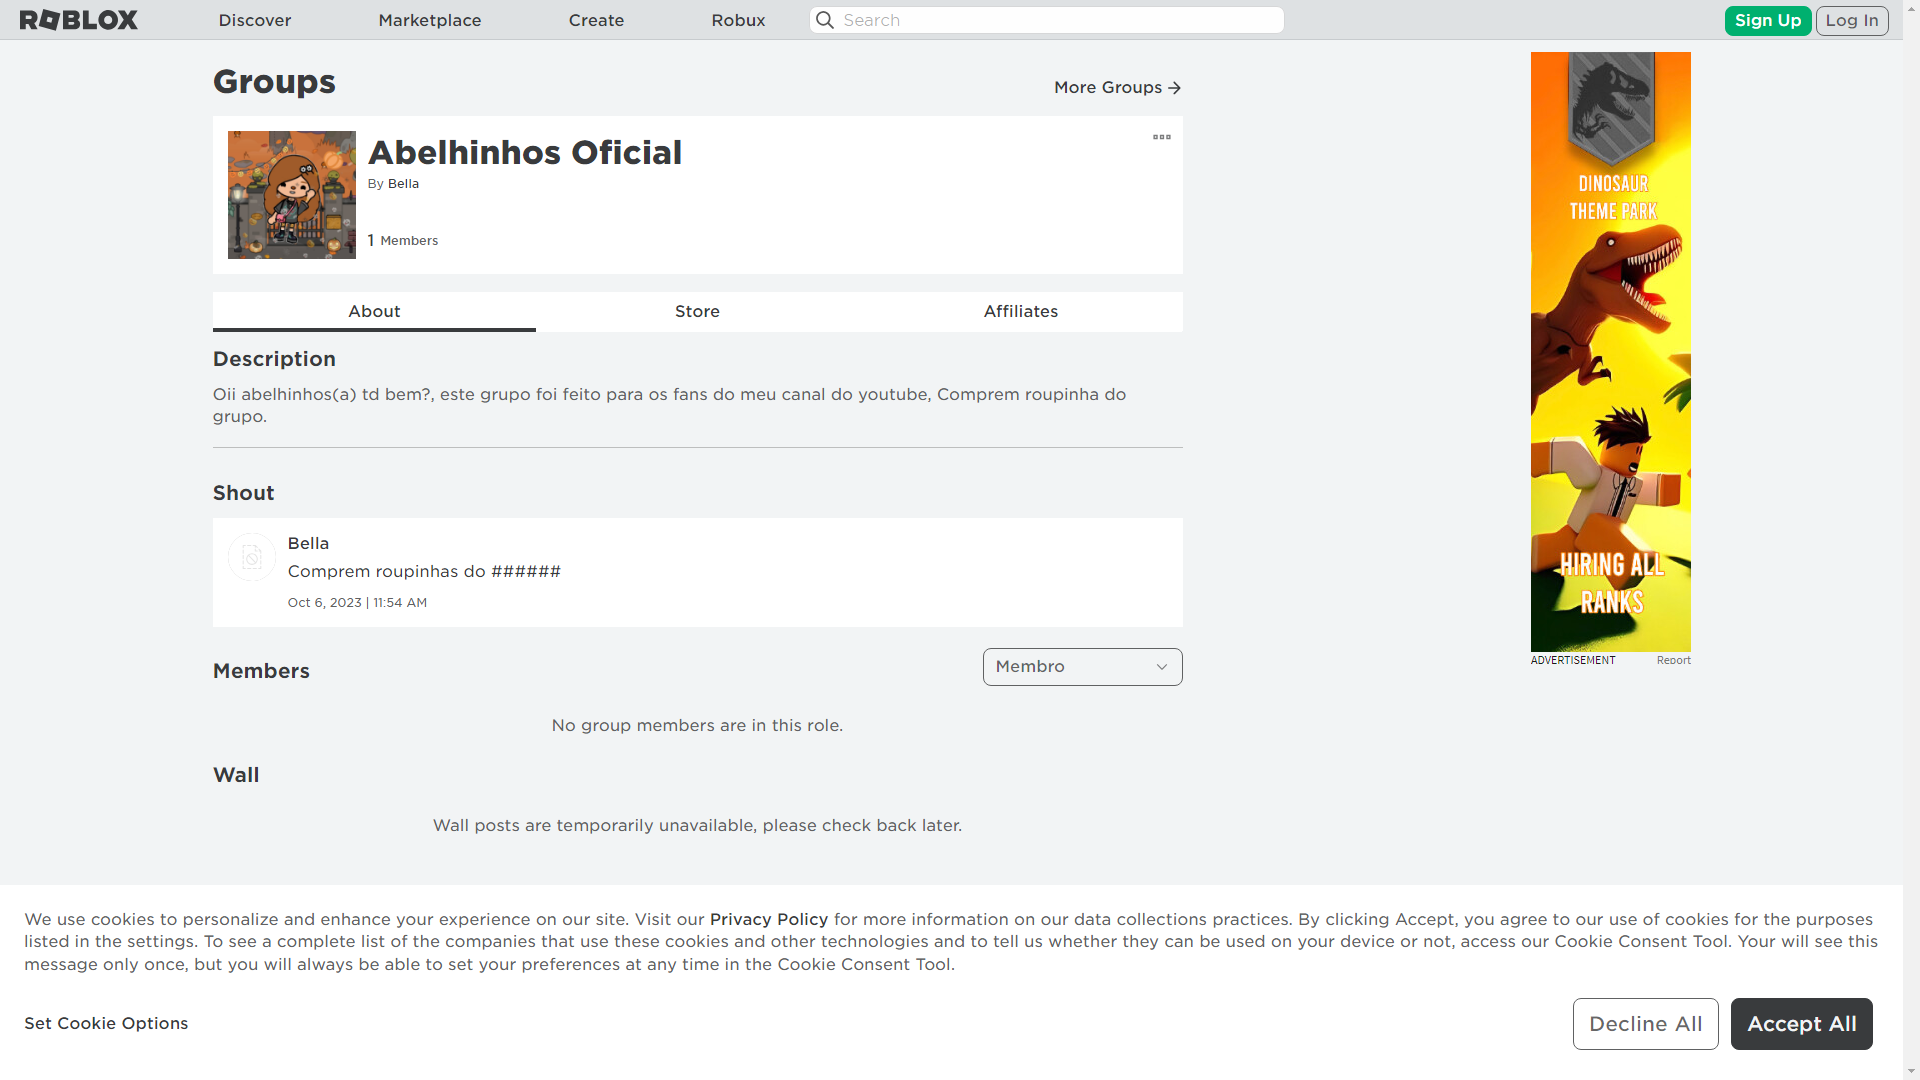 ROBLOX
Discover
Marketplace
Create
Robux
Search
Sign Up
Log In
Groups
More Groups
Abelhinhos Oficial
By Bella
1 Members
About
Store
Affiliates
Description
Oii abelhinhos(a) td bem?, este grupo foi feito para os fans do meu canal do youtube, Comprem roupinha do
grupo.
Shout
Bella
Comprem roupinhas do ######
Oct 6, 2023 | 11:54 AM
Members
Membro
No group members are in this role.
Wall
Wall posts are temporarily unavailable, please check back later.
DINOSAUR
THEME PARK
HIRING ALL
RANKS
ADVERTISEMENT
Report
We use cookies to personalize and enhance your experience on our site. Visit our Privacy Policy for more information on our data collections practices. By clicking Accept, you agree to our use of cookies for the purposes
listed in the settings. To see a complete list of the companies that use these cookies and other technologies and to tell us whether they can be used on your device or not, access our Cookie Consent Tool. Your will see this
message only once, but you will always be able to set your preferences at any time in the Cookie Consent Tool.
Set Cookie Options
Decline All
Accept All